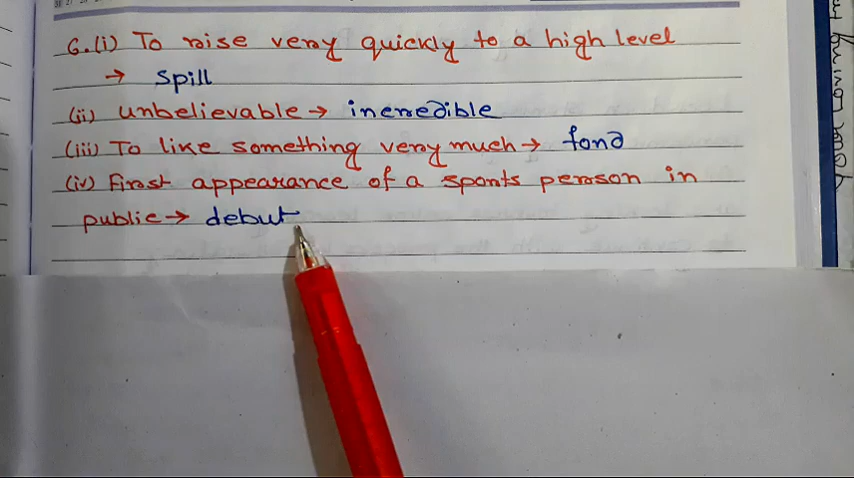 6.(i) To rise very quickly to a high level
→ Spill
(ii) unbelievable → incredible
(iii) To like something very much → fond
(iv) First appearance of a sports person in
public → debut